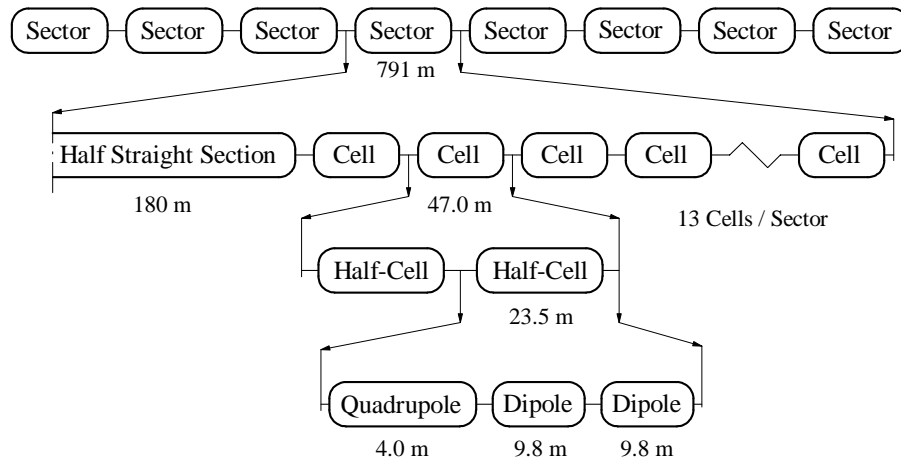 Sector Sector Sector Sector Sector Sector Sector Sector
791 m
Half Straight Section Cell Cell Cell Cell Cell
180 m 47.0 m 13 Cells / Sector
Half-Cell Half-Cell
23.5 m
Quadrupole Dipole Dipole
4.0 m 9.8 m 9.8 m